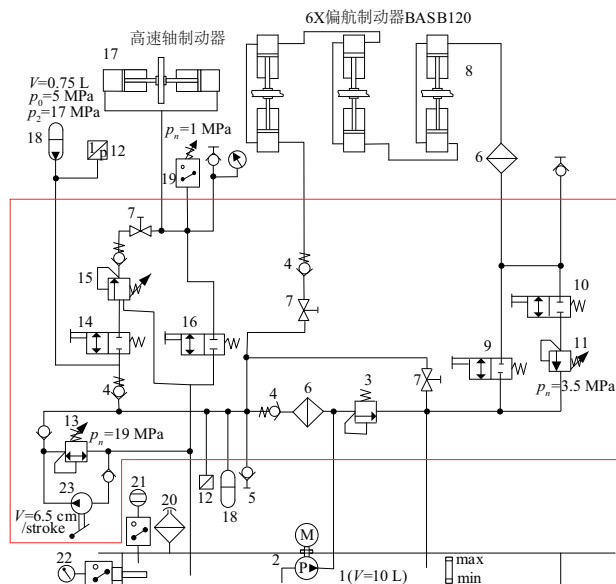 6X偏航制动器BASB120
高速轴制动器
17
8
V=0.75 L
p0=5 MPa
p2=17 MPa
18
12
p
pn=1 MPa
19
6
7
4
15
7
10
14
16
9
11
pn=3.5 MPa
4
4
6
3
7
13
pn=19 MPa
23
V=6.5 cm
/stroke
21
20
12
18
5
22
M
2
P
1(V=10 L)
max
min